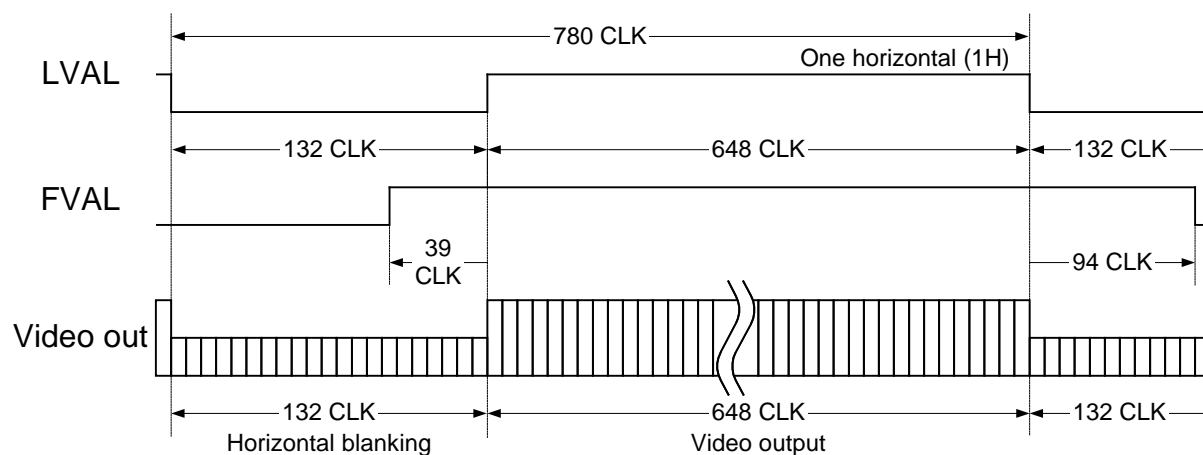 780 CLK
One horizontal (1H)
LVAL
132 CLK
648 CLK
132 CLK
FVAL
39
CLK
94 CLK
Video out
132 CLK
648 CLK
132 CLK
Horizontal blanking
Video output